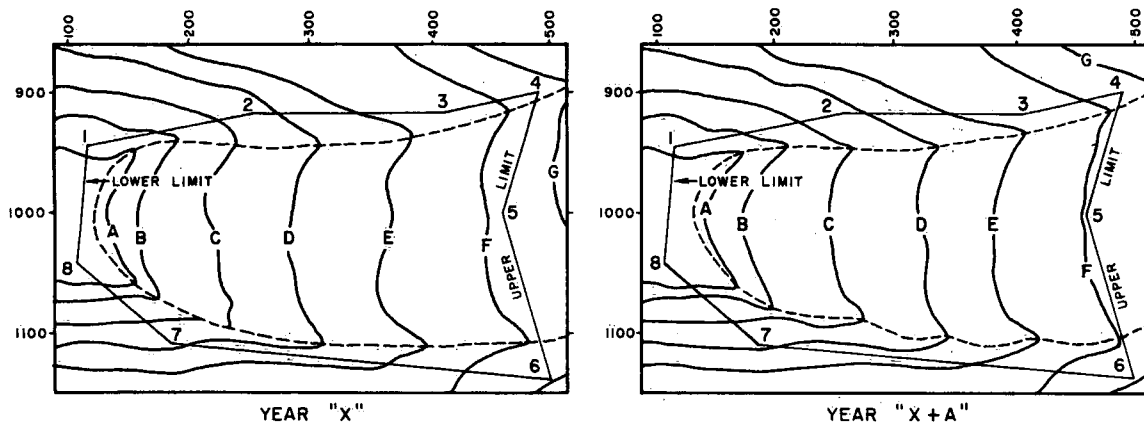 100 200 300 400 500
100 200 300 400 500
900
1000
1100
900
1000
1100
1 2 3 4
LOWER LIMIT
LIMIT
A B C D E F G
5
UPPER
8
7
6
YEAR "X"
G
1 2 3 4
LOWER LIMIT
LIMIT
A B C D E F
5
UPPER
8
7
6
YEAR "X + A"